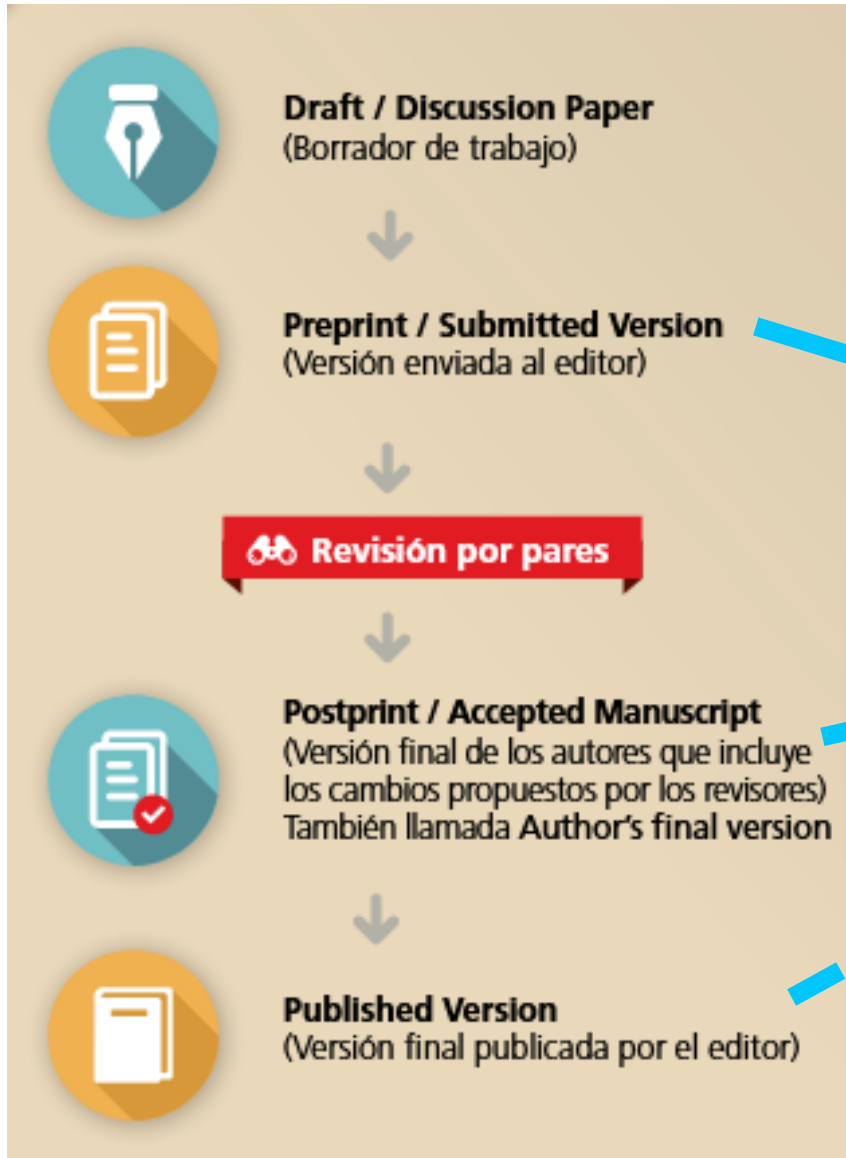 Draft / Discussion Paper
(Borrador de trabajo)
Preprint / Submitted Version
(Versión enviada al editor)
Revisión por pares
Postprint / Accepted Manuscript
(Versión final de los autores que incluye
los cambios propuestos por los revisores)
También llamada Author's final version
Published Version
(Versión final publicada por el editor)